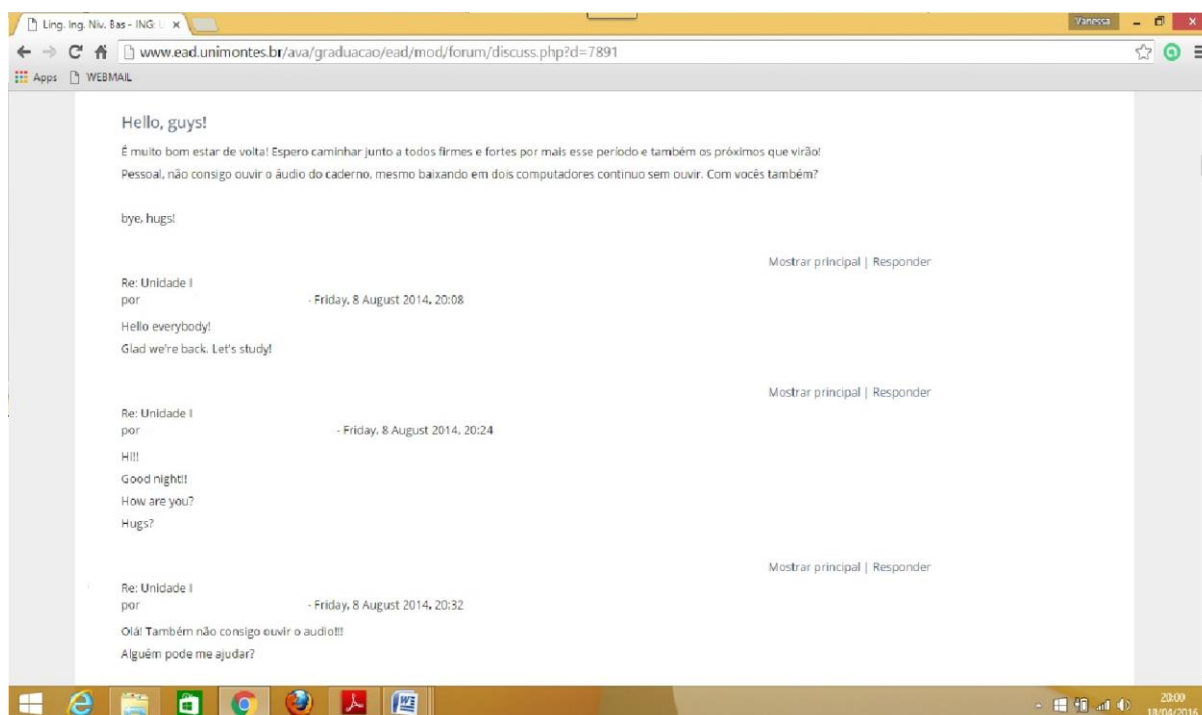 Ling. Ing. Niv. Bas - ING:
Vanessa
www.ead.unimontes.br/ava/graduacao/ead/mod/forum/discuss.php?d=7891
Apps WEBMAIL
Hello, guys!
É muito bom estar de volta! Espero caminhar junto a todos firmes e fortes por mais esse período e também os próximos que virão!
Pessoal, não consigo ouvir o áudio do caderno, mesmo baixando em dois computadores continuo sem ouvir. Com vocês também?
bye, hugs!
Mostrar principal | Responder
Re: Unidade I
por - Friday, 8 August 2014, 20:08
Hello everybody!
Glad we're back. Let's study!
Mostrar principal | Responder
Re: Unidade I
por - Friday, 8 August 2014, 20:24
Hi!!
Good night!!
How are you?
Hugs?
Mostrar principal | Responder
Re: Unidade I
por - Friday, 8 August 2014, 20:32
Olá! Também não consigo ouvir o audio!!!
Alguém pode me ajudar?
20:00
18/04/2016